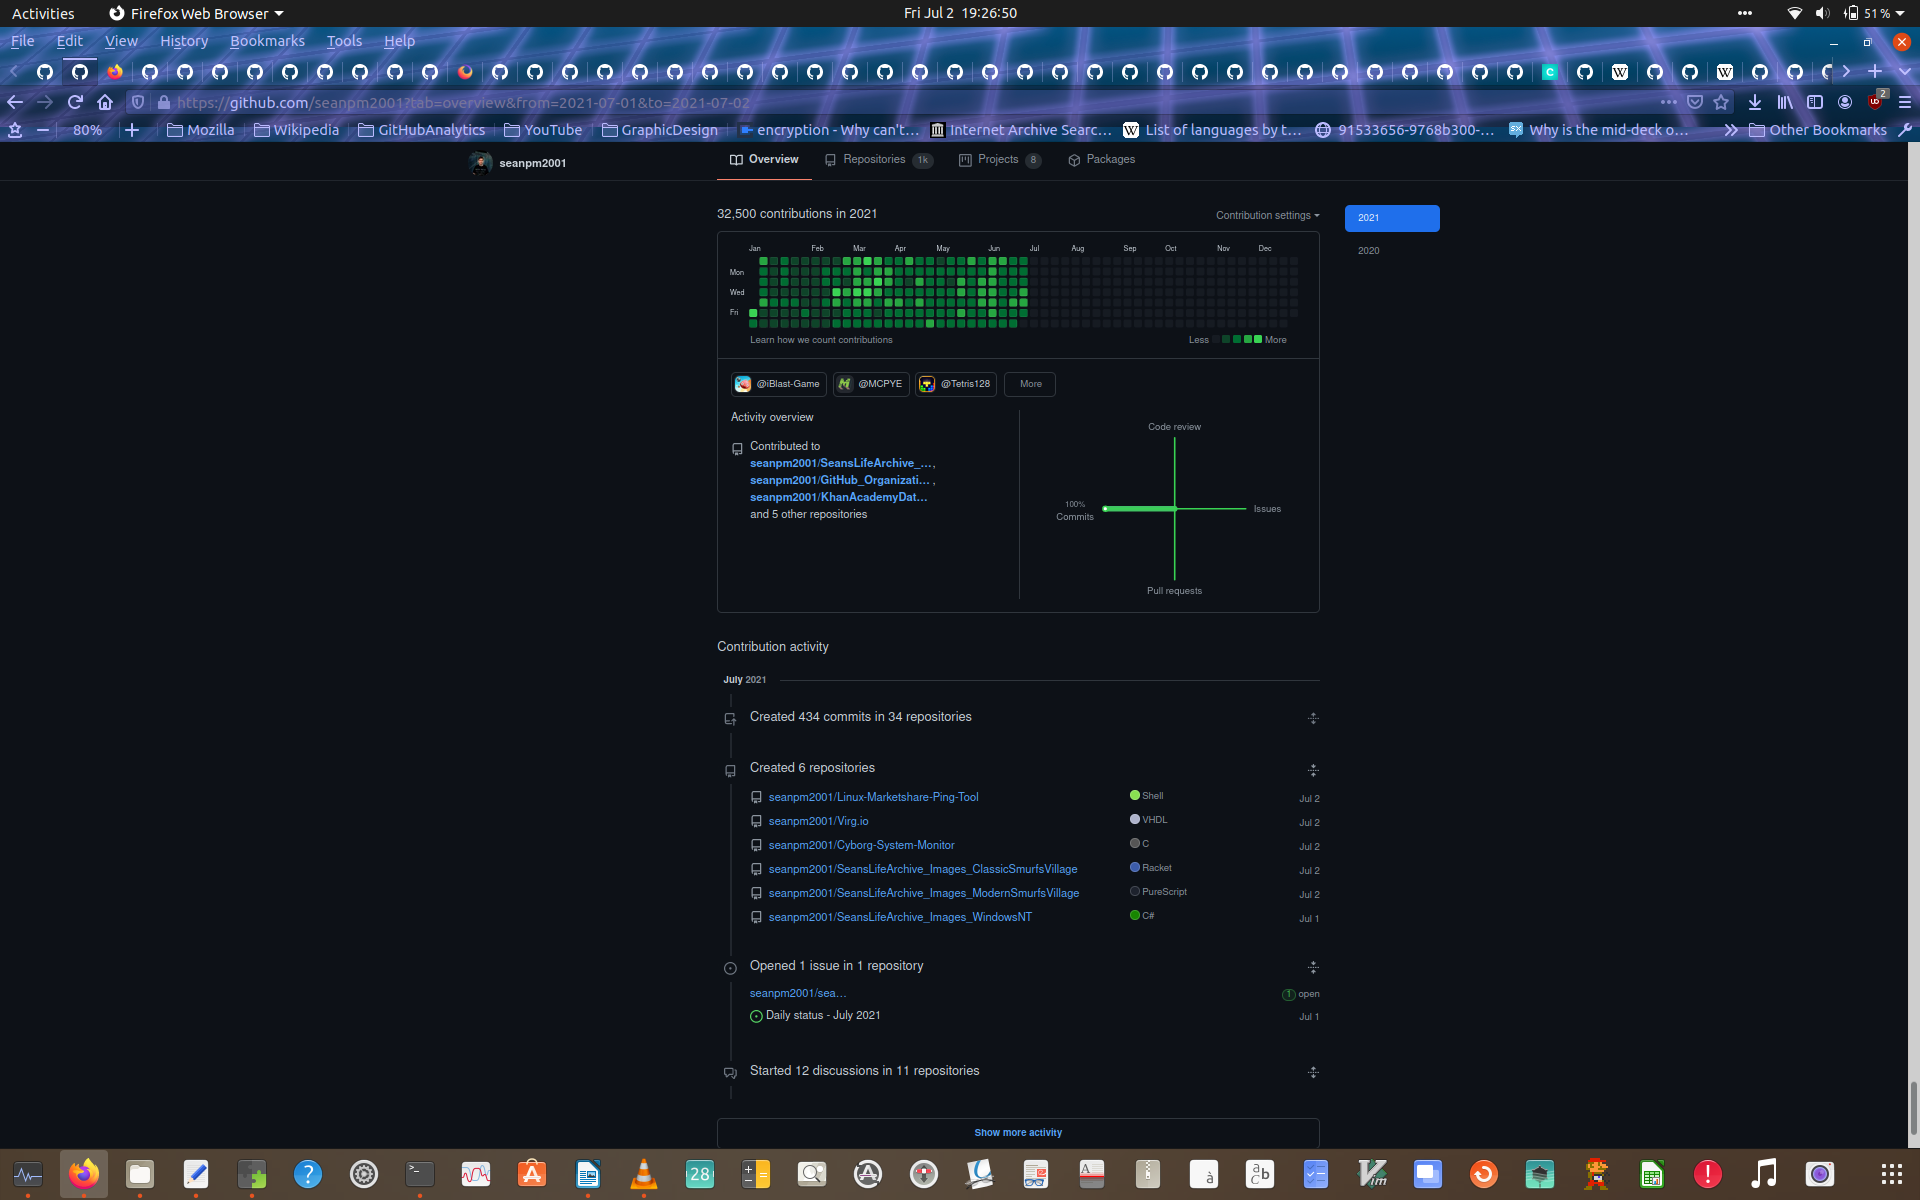 Activities
Firefox Web Browser
Fri Jul 2 19:26:50
51 %
File Edit View History Bookmarks Tools Help
https://github.com/seanpm2001?tab=overview&from=2021-07-01&to=2021-07-02
2
80%
Mozilla
Wikipedia
GitHubAnalytics
YouTube
GraphicDesign
encryption - Why can't…
Internet Archive Searc…
List of languages by t…
91533656-9768b300-…
Why is the mid-deck o…
Other Bookmarks
seanpm2001
Overview
Repositories 1k
Projects 8
Packages
32,500 contributions in 2021
Contribution settings
2021
2020
Jan Feb Mar Apr May Jun Jul Aug Sep Oct Nov Dec
Mon
Wed
Fri
Learn how we count contributions
Less More
@iBlast-Game
@MCPYE
@Tetris128
More
Activity overview
Contributed to
seanpm2001/SeansLifeArchive_… ,
seanpm2001/GitHub_Organizati… ,
seanpm2001/KhanAcademyDat…
and 5 other repositories
Code review
100%
Commits
Issues
Pull requests
Contribution activity
July 2021
Created 434 commits in 34 repositories
Created 6 repositories
seanpm2001/Linux-Marketshare-Ping-Tool Shell Jul 2
seanpm2001/Virg.io VHDL Jul 2
seanpm2001/Cyborg-System-Monitor C Jul 2
seanpm2001/SeansLifeArchive_Images_ClassicSmurfsVillage Racket Jul 2
seanpm2001/SeansLifeArchive_Images_ModernSmurfsVillage PureScript Jul 2
seanpm2001/SeansLifeArchive_Images_WindowsNT C# Jul 1
Opened 1 issue in 1 repository
seanpm2001/sea… 1 open
Daily status - July 2021 Jul 1
Started 12 discussions in 11 repositories
Show more activity
28